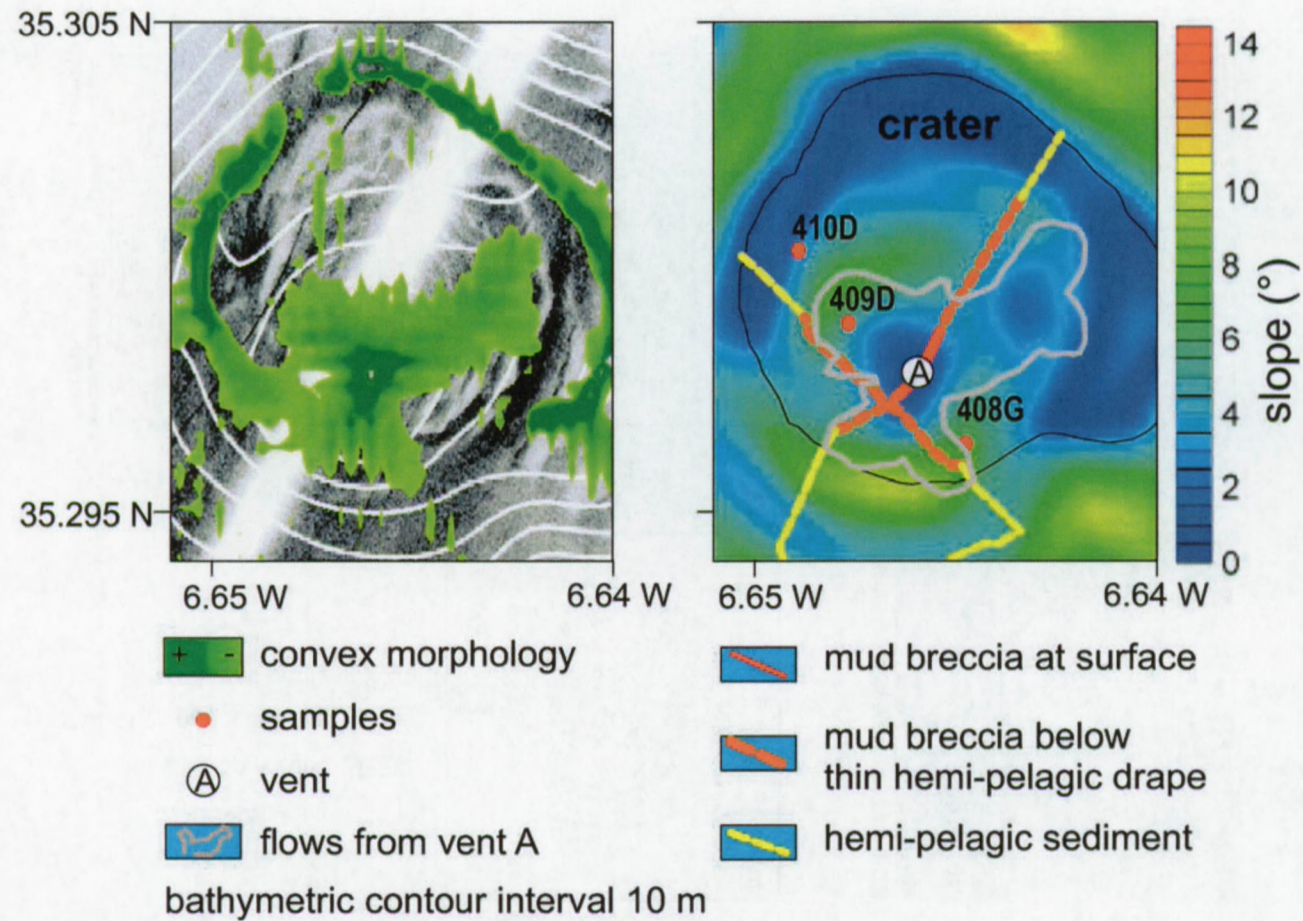 35.305 N
35.295 N
6.65 W
6.64 W
crater
410D
409D
A
408G
6.65 W
6.64 W
14
12
10
8
6
4
2
0
slope (°)
+ -
convex morphology
samples
A
vent
flows from vent A
bathymetric contour interval 10 m
mud breccia at surface
mud breccia below
thin hemi-pelagic drape
hemi-pelagic sediment